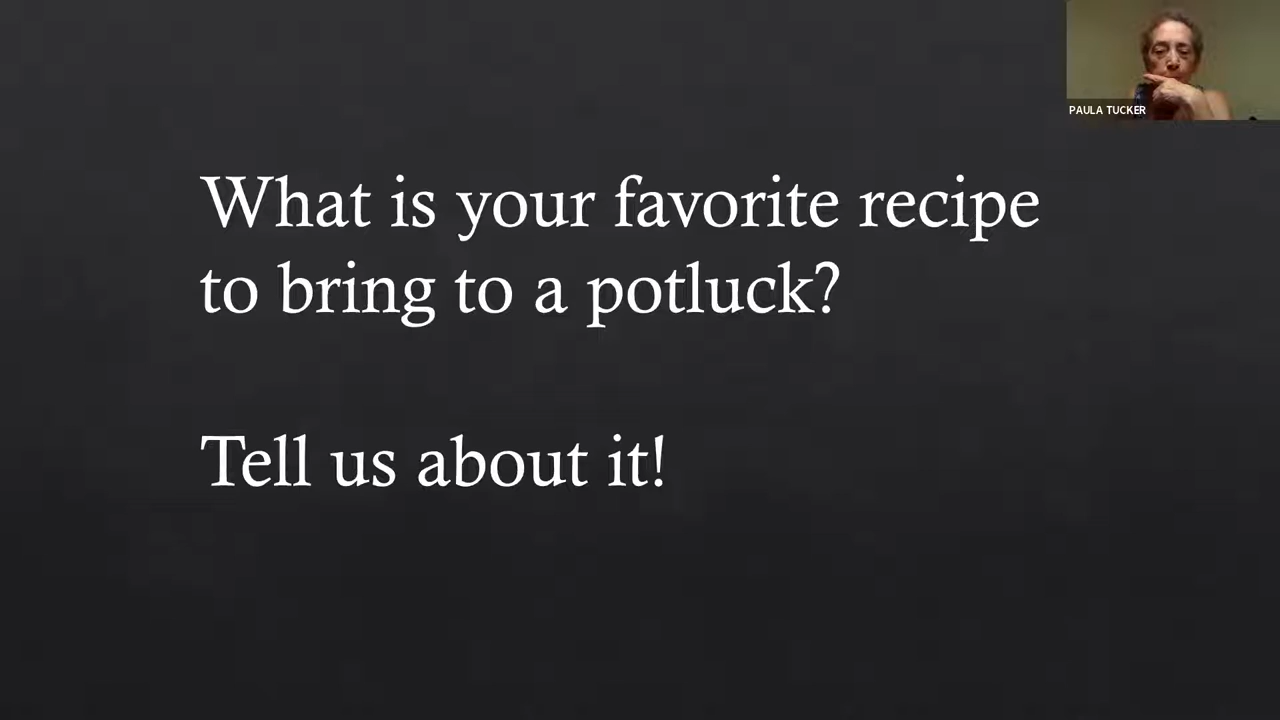 PAULA TUCKER
What is your favorite recipe
to bring to a potluck?
Tell us about it!